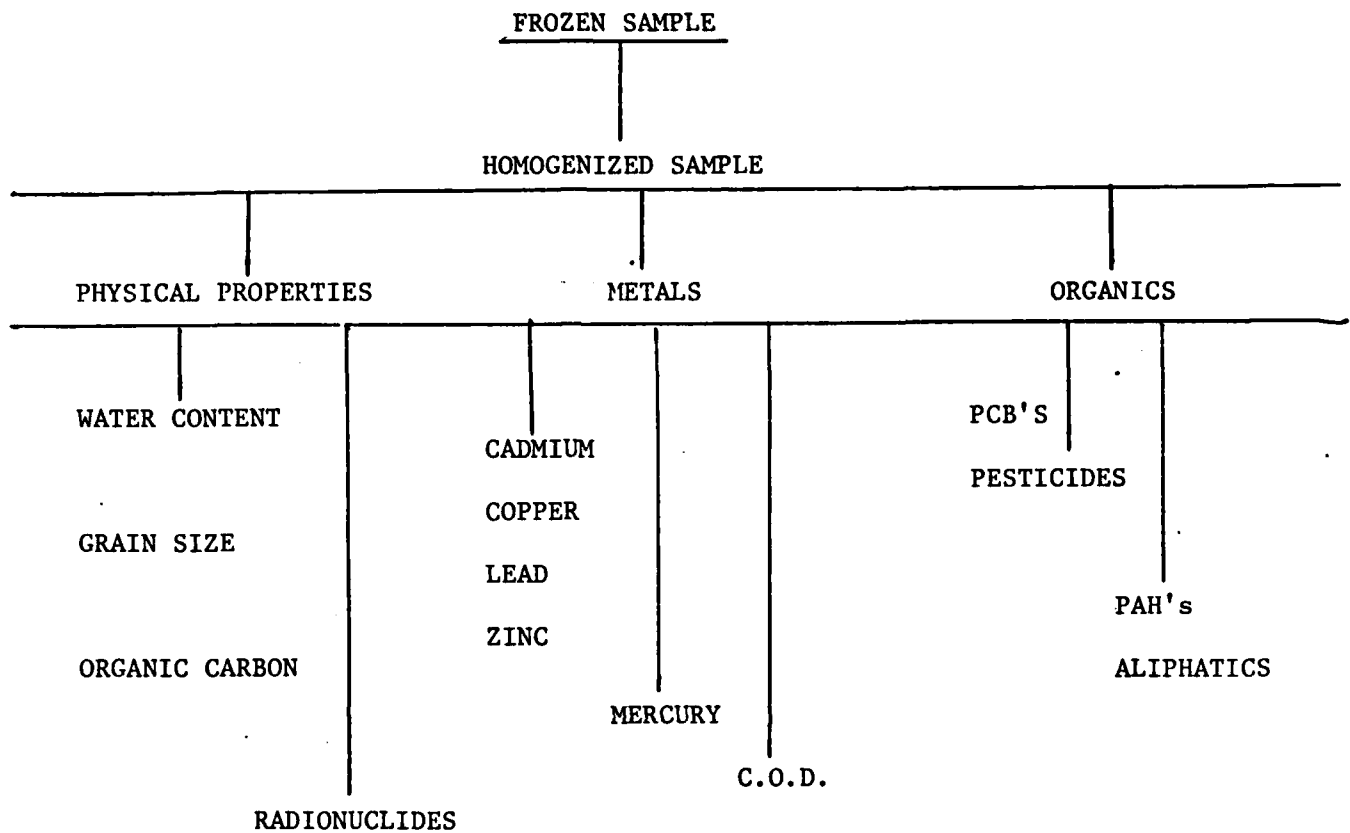 FROZEN SAMPLE
HOMOGENIZED SAMPLE
PHYSICAL PROPERTIES
METALS
ORGANICS
WATER CONTENT
GRAIN SIZE
ORGANIC CARBON
RADIONUCLIDES
CADMIUM
COPPER
LEAD
ZINC
MERCURY
C.O.D.
PCB'S
PESTICIDES
PAH's
ALIPHATICS